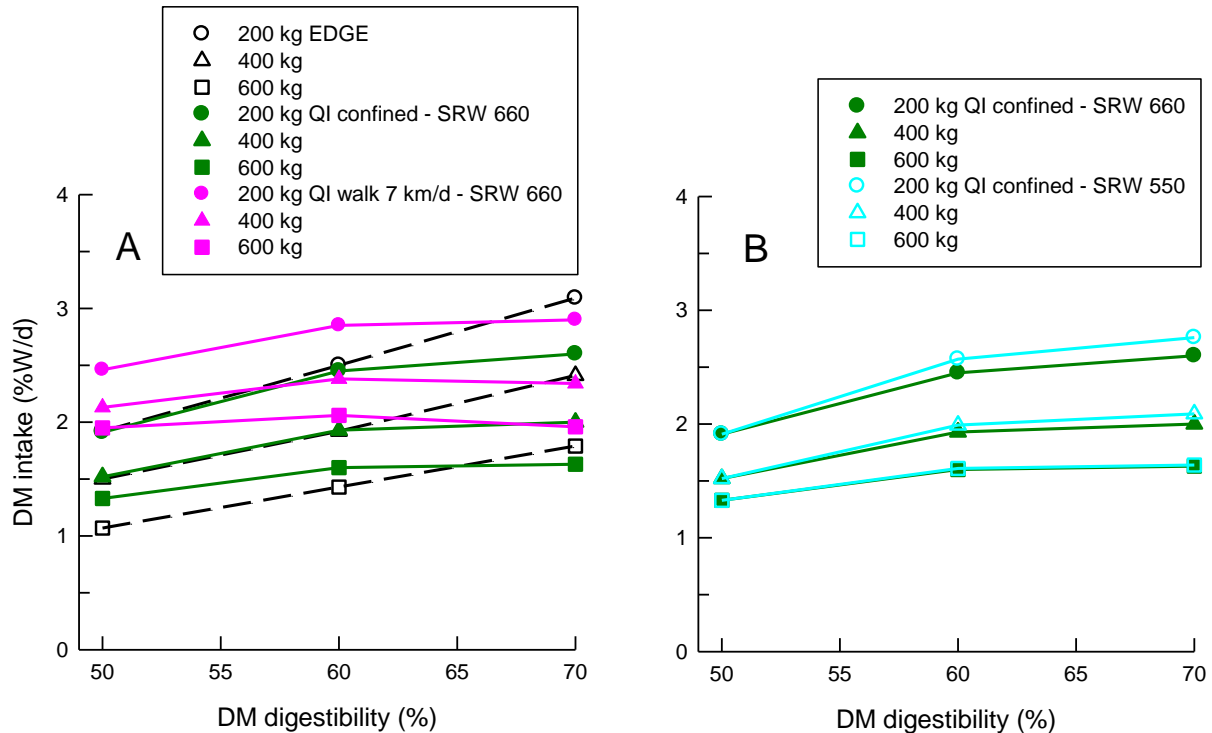 200 kg EDGE
400 kg
600 kg
200 kg QI confined - SRW 660
400 kg
600 kg
200 kg QI walk 7 km/d - SRW 660
400 kg
600 kg
A
4
3
2
1
0
DM intake (%W/d)
50
55
60
65
70
DM digestibility (%)
200 kg QI confined - SRW 660
400 kg
600 kg
200 kg QI confined - SRW 550
400 kg
600 kg
B
4
3
2
1
0
50
55
60
65
70
DM digestibility (%)